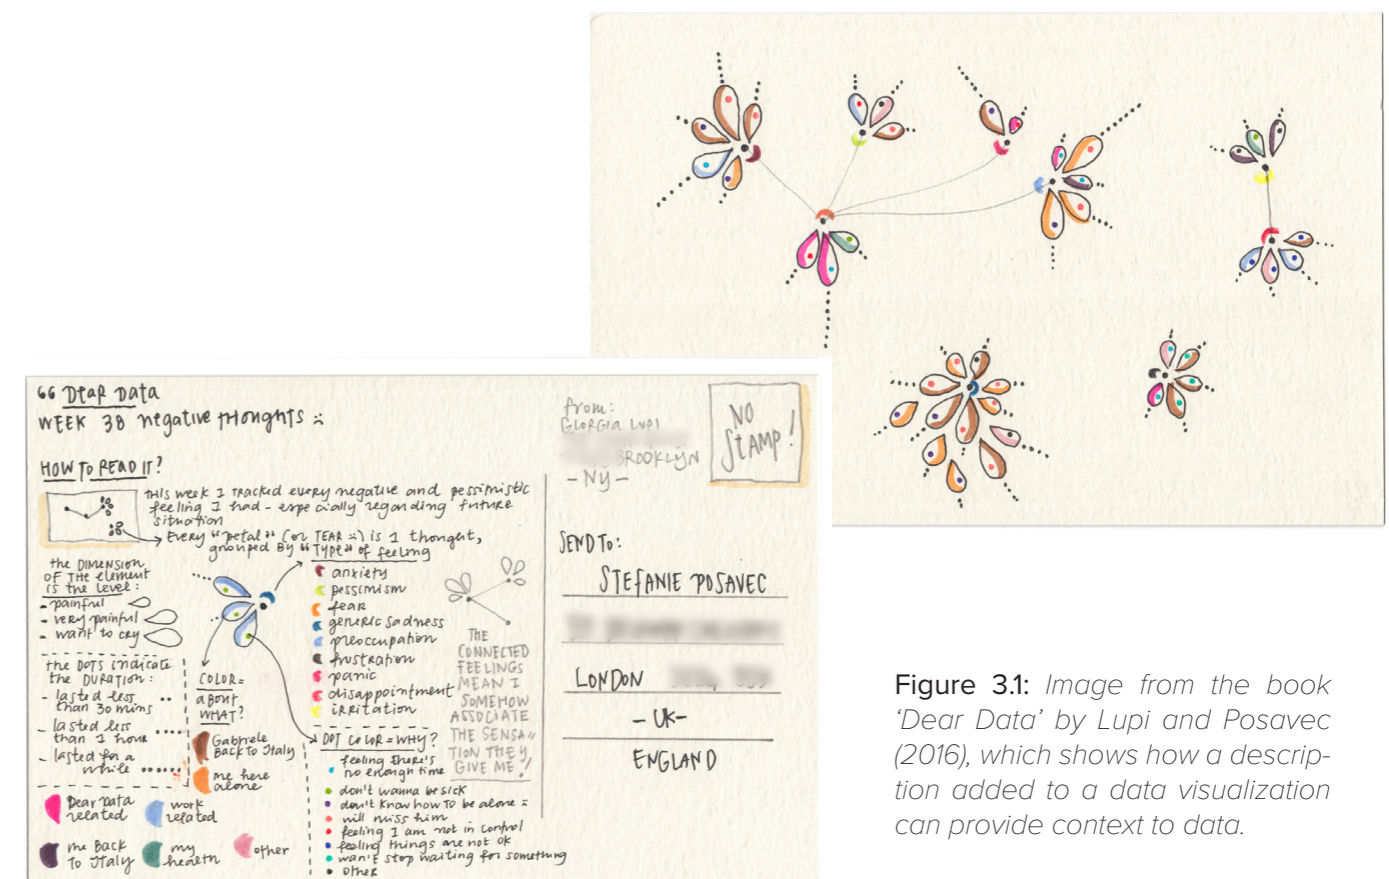 “ Dear Data
WEEK 38 negative thoughts :(
HOW TO READ IT?
THIS WEEK I TRACKED every negative and pessimistic
feeling I had - especially regarding future
situation
Every "petal" (or TEAR :) is 1 thought,
grouped BY "TYPE" of feeling
the DIMENSION
OF THE element
is the level:
- painful
- very painful
- want to cry
anxiety
pessimism
fear
generic sadness
preoccupation
frustration
panic
disappointment
irritation
THE
CONNECTED
FEELINGS
MEAN I
SOMEHOW
ASSOCIATE
THE SENSA"
TION THEY
GIVE ME!
the DOTS indicate
the DURATION:
- lasted less
than 30 mins
- lasted less
than 1 hour
- lasted for a
while
COLOR =
ABOUT
WHAT?
Gabriele
Back to Italy
me here
alone
Dear Data
related
work
related
me Back
To Italy
my
health
other
DOT COLOR = WHY?
feeling there's
no enough time
don't wanna be sick
don't know how to be alone :
will miss him
feeling I am not in control
feeling things are not ok
wan't stop waiting for something
other
from:
GIORGIA LUPI
BROOKLYN
- NY -
NO
STAMP!
SEND TO:
STEFANIE POSAVEC
LONDON
- UK -
ENGLAND
Figure 3.1: Image from the book
‘Dear Data’ by Lupi and Posavec
(2016), which shows how a descrip-
tion added to a data visualization
can provide context to data.